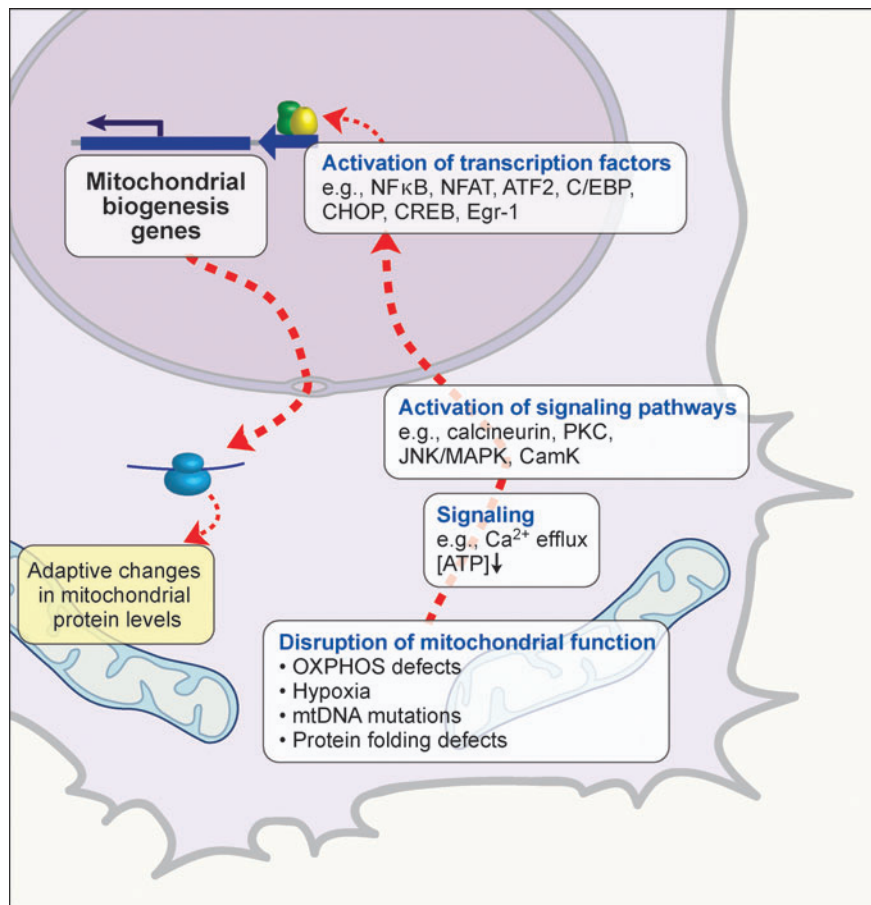 Activation of transcription factors
e.g., NFκB, NFAT, ATF2, C/EBP,
CHOP, CREB, Egr-1
Mitochondrial
biogenesis
genes
Activation of signaling pathways
e.g., calcineurin, PKC,
JNK/MAPK, CamK
Signaling
e.g., Ca²⁺ efflux
[ATP]↓
Adaptive changes
in mitochondrial
protein levels
Disruption of mitochondrial function
• OXPHOS defects
• Hypoxia
• mtDNA mutations
• Protein folding defects